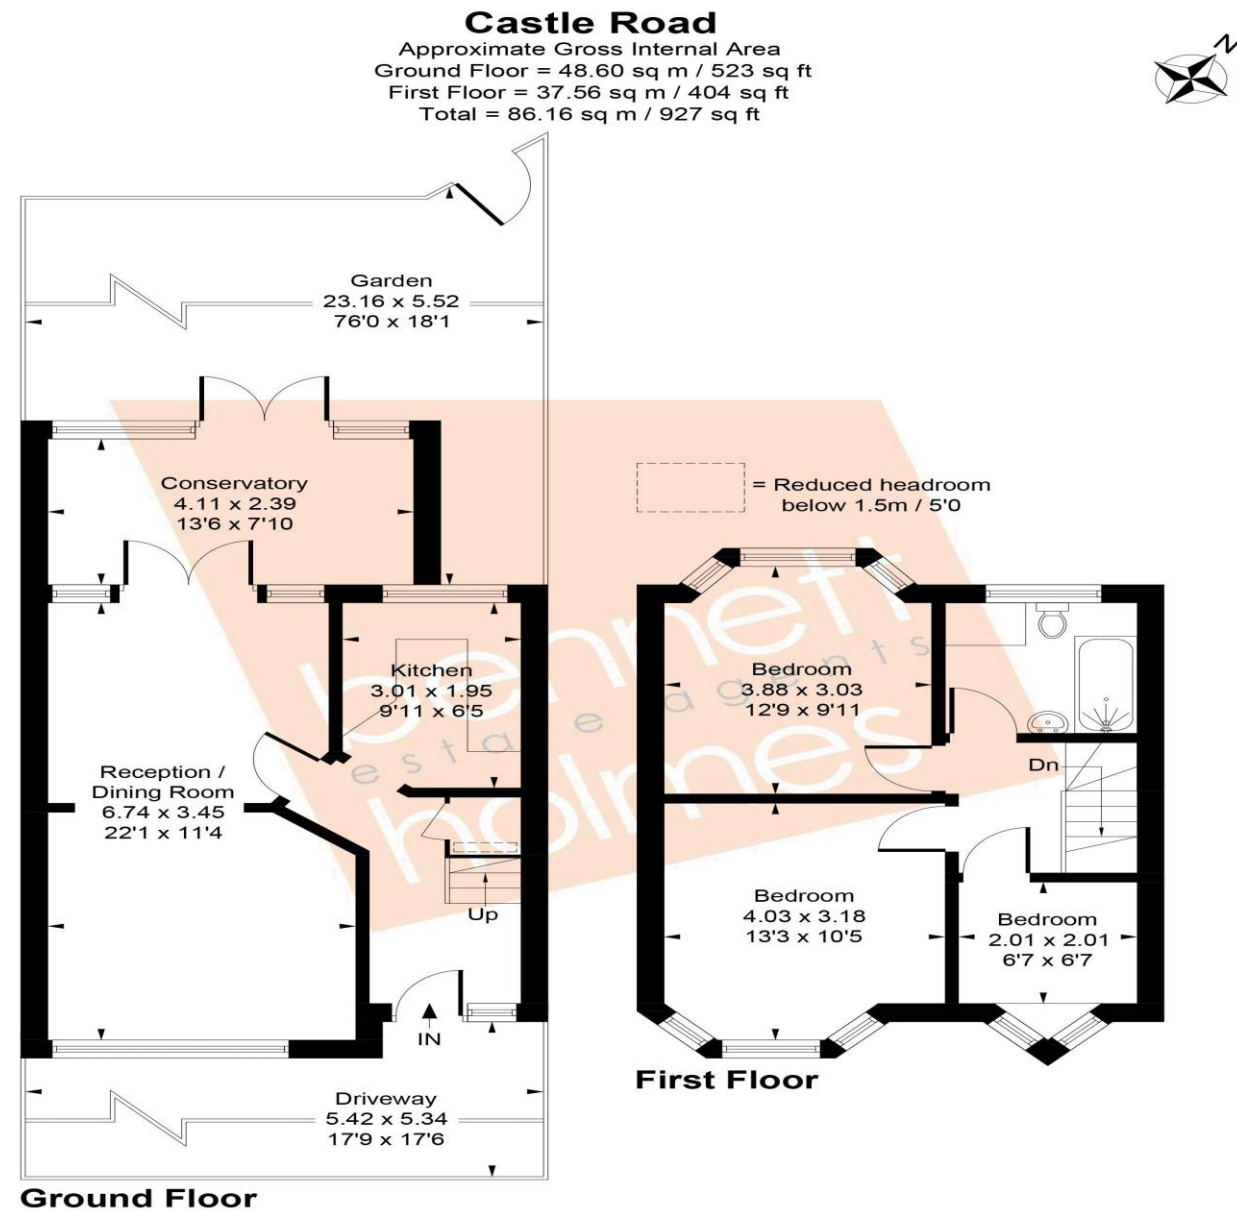 Castle Road
Approximate Gross Internal Area
Ground Floor = 48.60 sq m / 523 sq ft
First Floor = 37.56 sq m / 404 sq ft
Total = 86.16 sq m / 927 sq ft
N
Garden
23.16 x 5.52
76'0 x 18'1
Conservatory
4.11 x 2.39
13'6 x 7'10
= Reduced headroom
below 1.5m / 5'0
Kitchen
3.01 x 1.95
9'11 x 6'5
Reception /
Dining Room
6.74 x 3.45
22'1 x 11'4
Up
IN
Driveway
5.42 x 5.34
17'9 x 17'6
Ground Floor
Bedroom
3.88 x 3.03
12'9 x 9'11
Dn
Bedroom
4.03 x 3.18
13'3 x 10'5
Bedroom
2.01 x 2.01
6'7 x 6'7
First Floor
bennett
estate agents
holmes